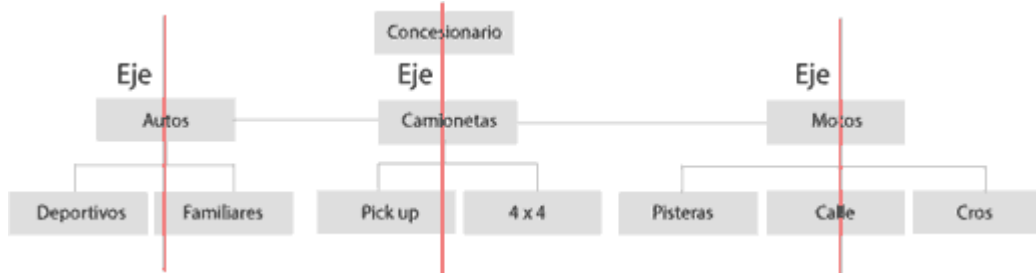 Concesionario
Eje Eje Eje
Autos Camionetas Motos
Deportivos Familiares Pick up 4 x 4 Pisteras Calle Cros